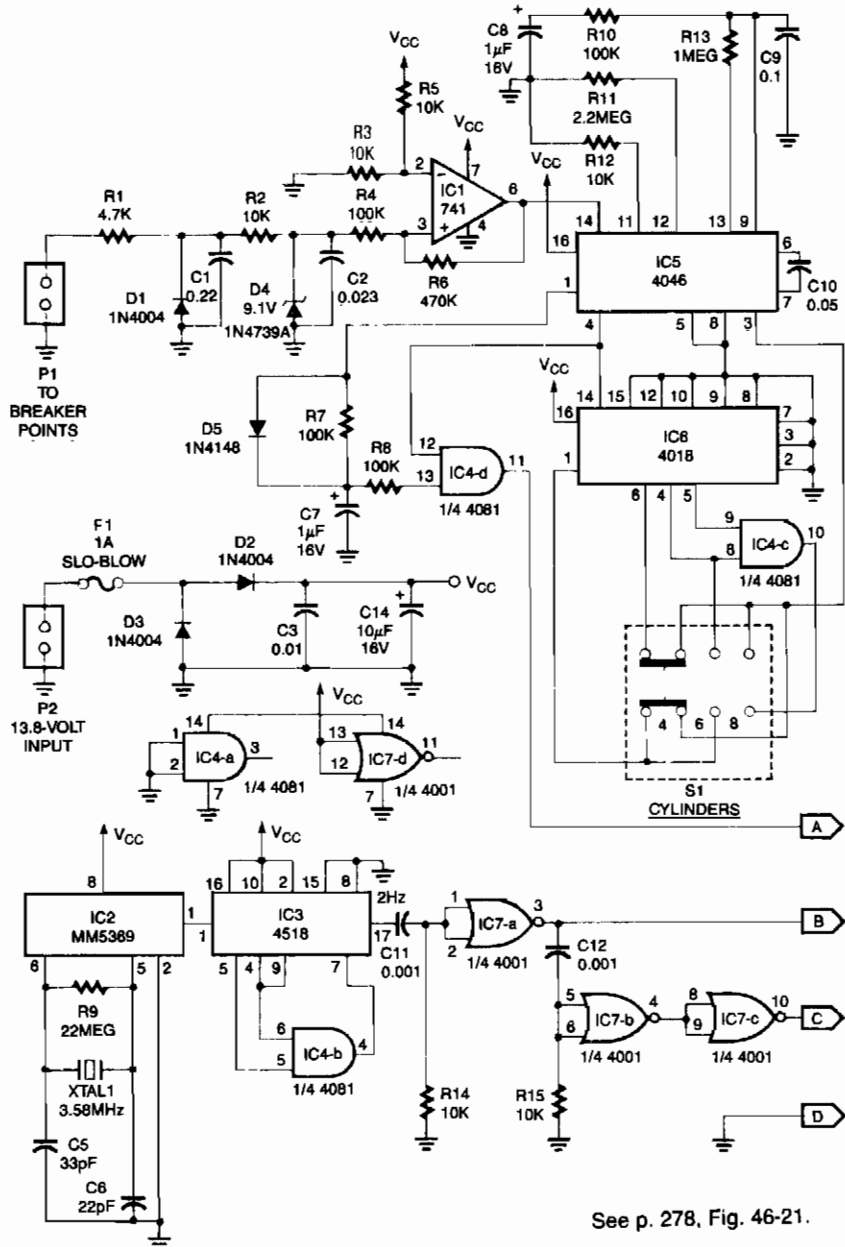 C8
1µF
16V
+
R10
100K
R13
1MEG
C9
0.1
R11
2.2MEG
R12
10K
VCC
R5
10K
R3
10K
VCC
7
2
−
IC1
741
6
3
+
4
R1
4.7K
R2
10K
R4
100K
R6
470K
D1
1N4004
C1
0.22
D4
9.1V
1N4739A
C2
0.023
P1
TO
BREAKER
POINTS
VCC
14
11
12
13
9
16
IC5
4046
6
7
C10
0.05
1
4
5
8
3
D5
1N4148
R7
100K
R8
100K
+
C7
1µF
16V
12
13
IC4-d
11
1/4 4081
VCC
14
15
12
10
9
8
16
IC6
4018
7
3
2
1
6
4
5
9
8
IC4-c
10
1/4 4081
F1
1A
SLO-BLOW
D2
1N4004
VCC
D3
1N4004
C3
0.01
+
C14
10µF
16V
P2
13.8-VOLT
INPUT
4
6
8
S1
CYLINDERS
VCC
14
1
2
IC4-a
3
7
1/4 4081
14
13
12
IC7-d
11
7
1/4 4001
A
VCC
8
IC2
MM5369
1
6
5
2
R9
22MEG
XTAL1
3.58MHz
C5
33pF
C6
22pF
VCC
16
10
2
15
8
1
IC3
4518
2Hz
17
C11
0.001
5
4
9
7
6
5
IC4-b
4
1/4 4081
R14
10K
1
2
IC7-a
3
1/4 4001
B
C12
0.001
5
6
IC7-b
4
1/4 4001
8
9
IC7-c
10
1/4 4001
C
R15
10K
D
See p. 278, Fig. 46-21.